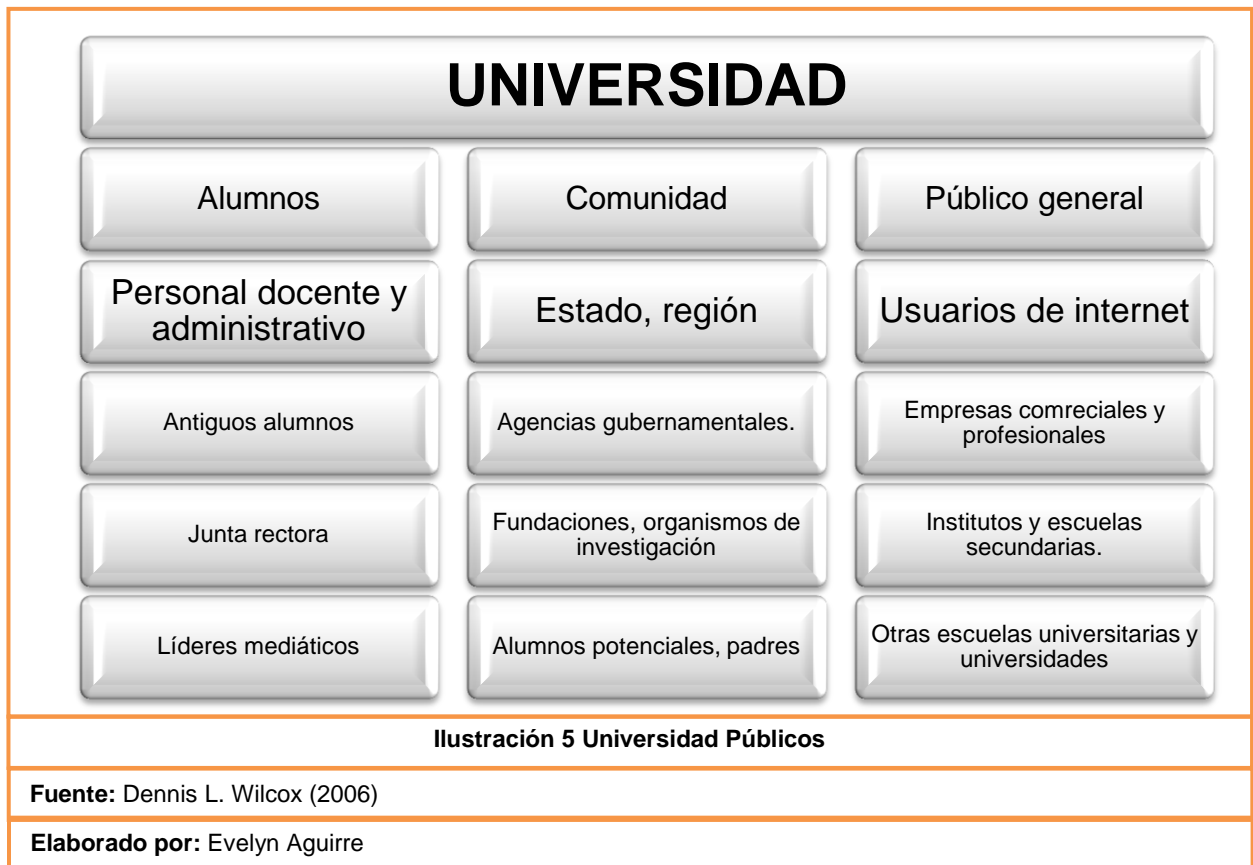 UNIVERSIDAD
Alumnos
Comunidad
Público general
Personal docente y
administrativo
Estado, región
Usuarios de internet
Antiguos alumnos
Agencias gubernamentales.
Empresas comreciales y
profesionales
Junta rectora
Fundaciones, organismos de
investigación
Institutos y escuelas
secundarias.
Líderes mediáticos
Alumnos potenciales, padres
Otras escuelas universitarias y
universidades
Ilustración 5 Universidad Públicos
Fuente: Dennis L. Wilcox (2006)
Elaborado por: Evelyn Aguirre